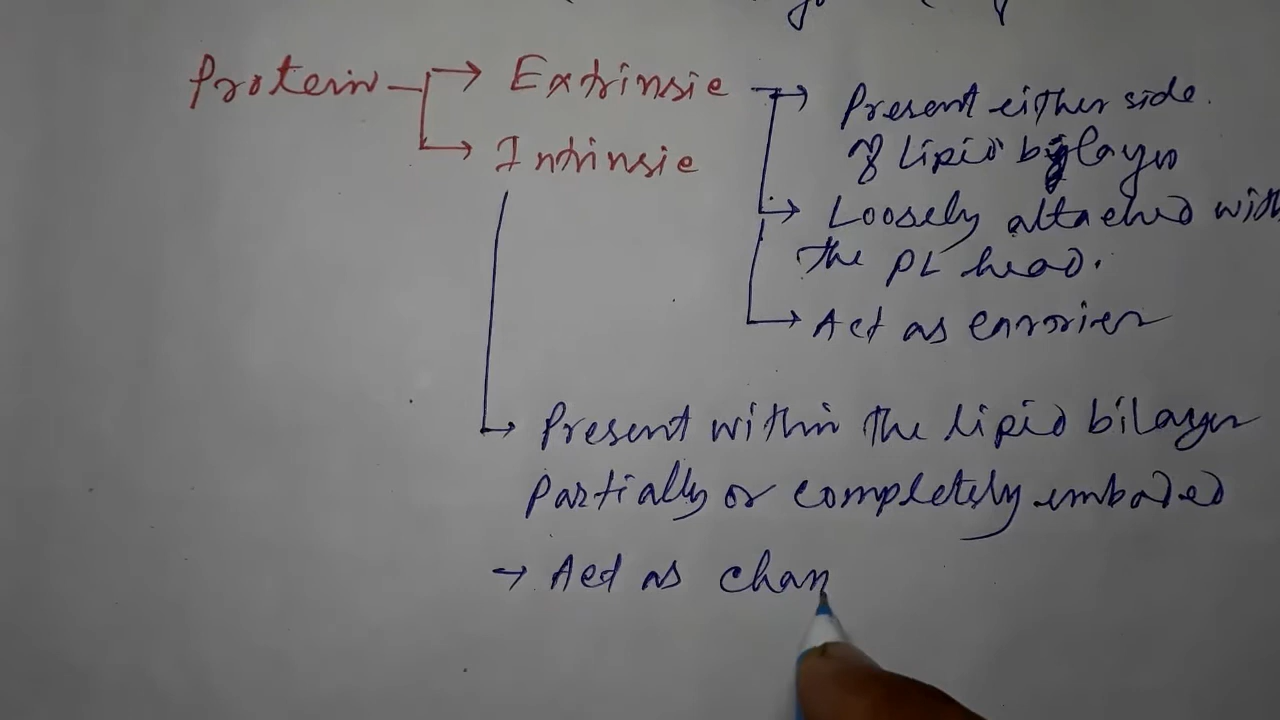 Protein → Extrinsic → Present either side.
of Lipid bilayer
→ Intrinsic
→ Loosely attached with
the PL head.
→ Act as carrier
→ Present within the lipid bilayer
Partially or completely embaded
→ Act as chan